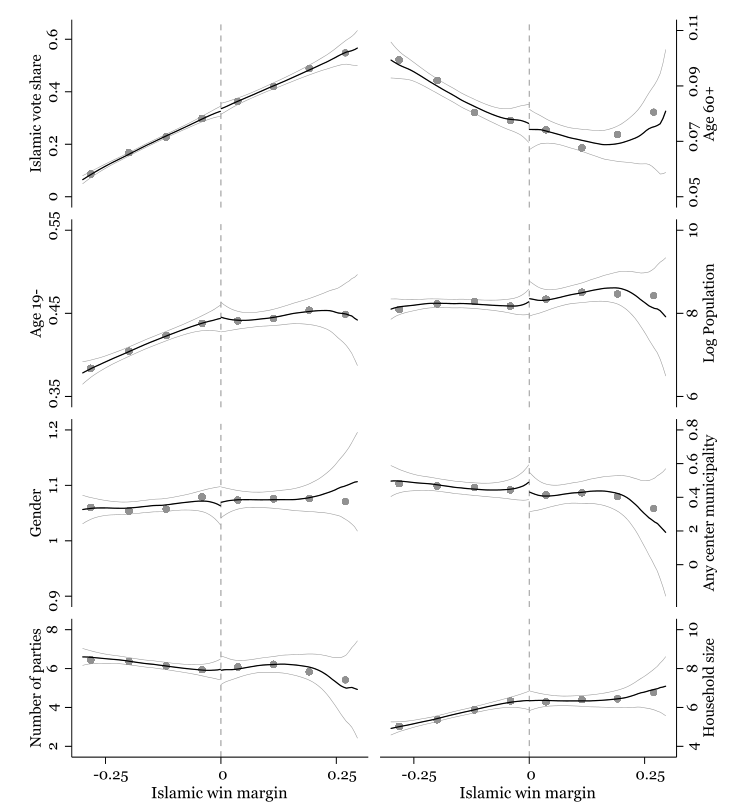 Islamic vote share
0.6
0.4
0.2
0
Age 60+
0.11
0.09
0.07
0.05
Age 19-
0.55
0.45
0.35
Log Population
10
8
6
Gender
1.2
1.1
1
0.9
Any center municipality
0.8
0.6
0.4
2
0
Number of parties
8
6
4
2
Household size
10
8
6
4
-0.25 0 0.25
-0.25 0 0.25
Islamic win margin
Islamic win margin